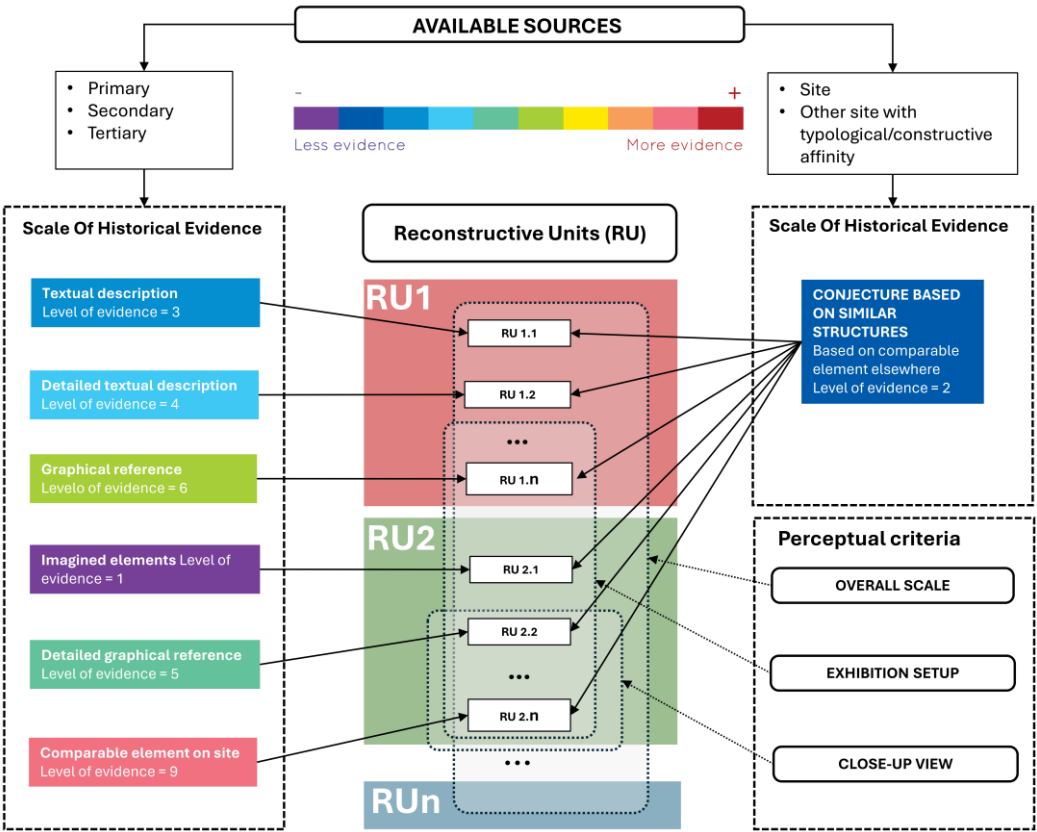 AVAILABLE SOURCES
• Primary
• Secondary
• Tertiary
- +
Less evidence More evidence
• Site
• Other site with
typological/constructive
affinity
Scale Of Historical Evidence
Textual description
Level of evidence = 3
Detailed textual description
Level of evidence = 4
Graphical reference
Levelo of evidence = 6
Imagined elements Level of
evidence = 1
Detailed graphical reference
Level of evidence = 5
Comparable element on site
Level of evidence = 9
Reconstructive Units (RU)
RU1
RU 1.1
RU 1.2
•••
RU 1.n
RU2
RU 2.1
RU 2.2
•••
RU 2.n
•••
RUn
Scale Of Historical Evidence
CONJECTURE BASED
ON SIMILAR
STRUCTURES
Based on comparable
element elsewhere
Level of evidence = 2
Perceptual criteria
OVERALL SCALE
EXHIBITION SETUP
CLOSE-UP VIEW